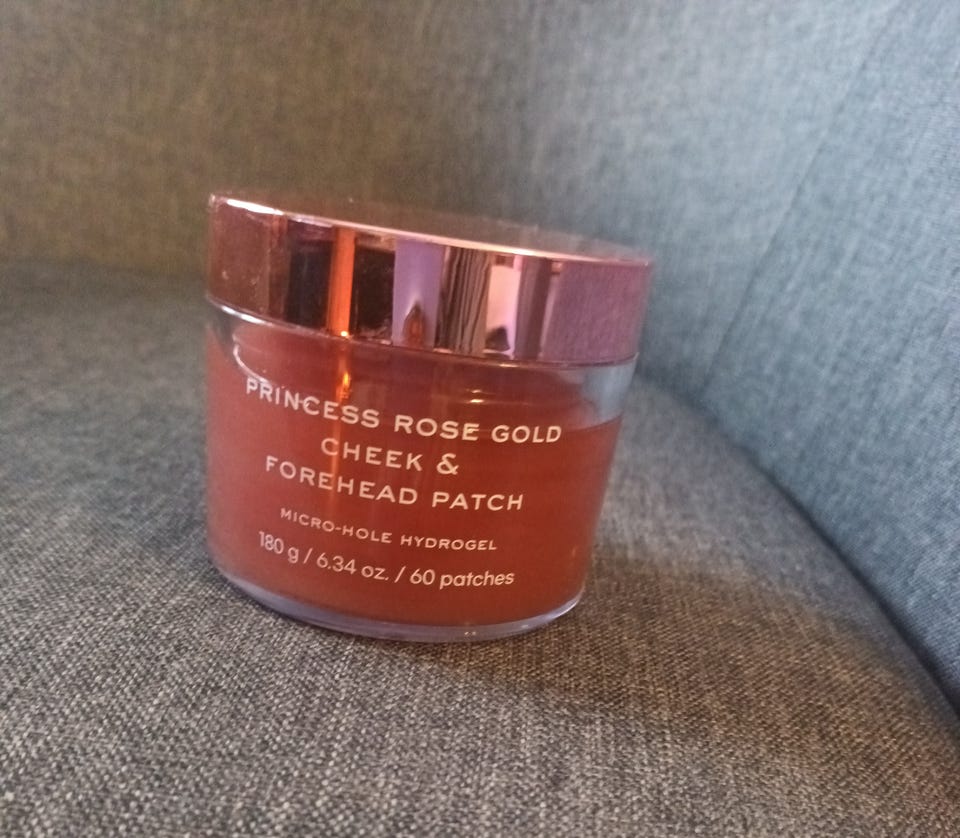 PRINCESS ROSE GOLD
CHEEK &
FOREHEAD PATCH
MICRO-HOLE HYDROGEL
180 g / 6.34 oz. / 60 patches